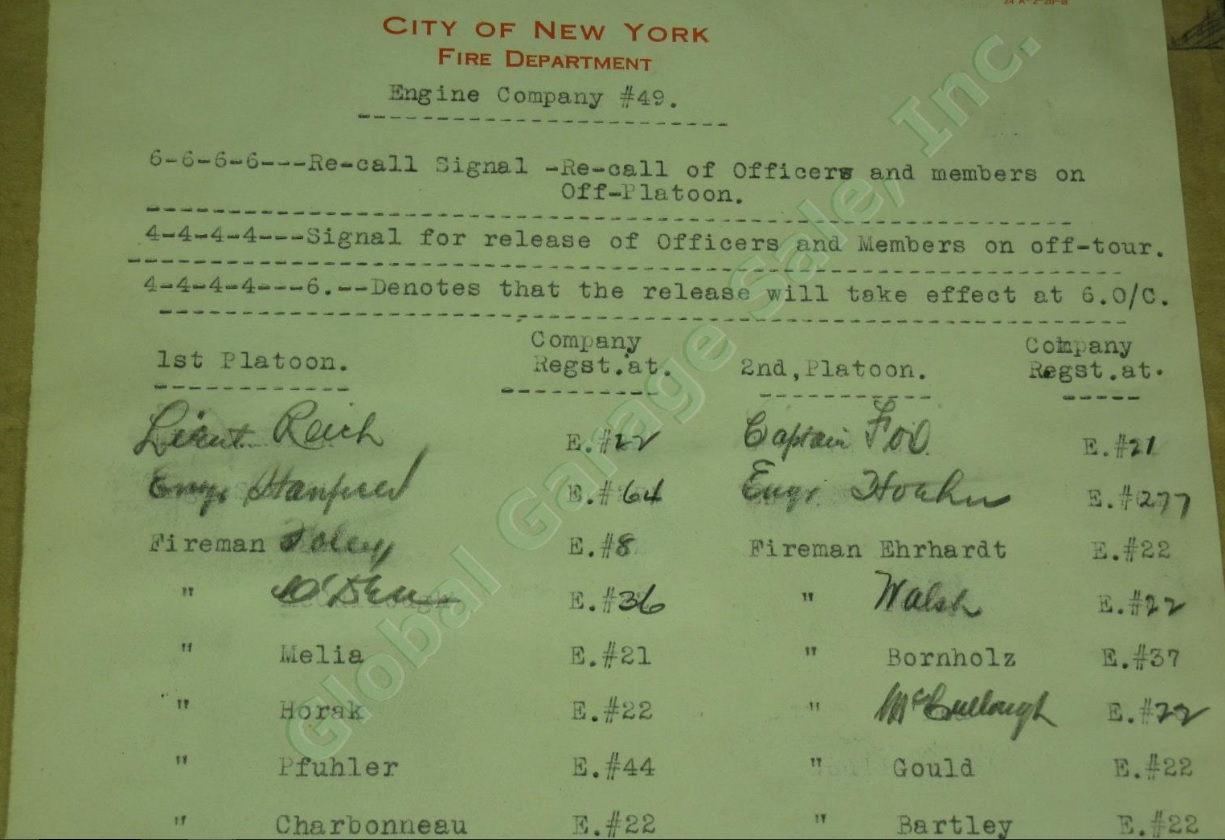 CITY OF NEW YORK
FIRE DEPARTMENT
Engine Company #49.
6-6-6-6---Re-call Signal -Re-call of Officers and members on
Off-Platoon.
4-4-4-4---Signal for release of Officers and Members on off-tour.
4-4-4-4---6.--Denotes that the release will take effect at 6.0/C.
1st Platoon. Company Regst.at. 2nd,Platoon. Company Regst.at.
Lieut Reich E.#22 Captain E.#21
Engr. E.#64 Engr. E.#277
Fireman Foley E.#8 Fireman Ehrhardt E.#22
" E.#36 " Walsh E.#22
" Melia E.#21 " Bornholz E.#37
" Horak E.#22 " McCullough E.#22
" Pfuhler E.#44 " Gould E.#22
" Charbonneau E.#22 " Bartley E.#22
Global Garage Sale, Inc.